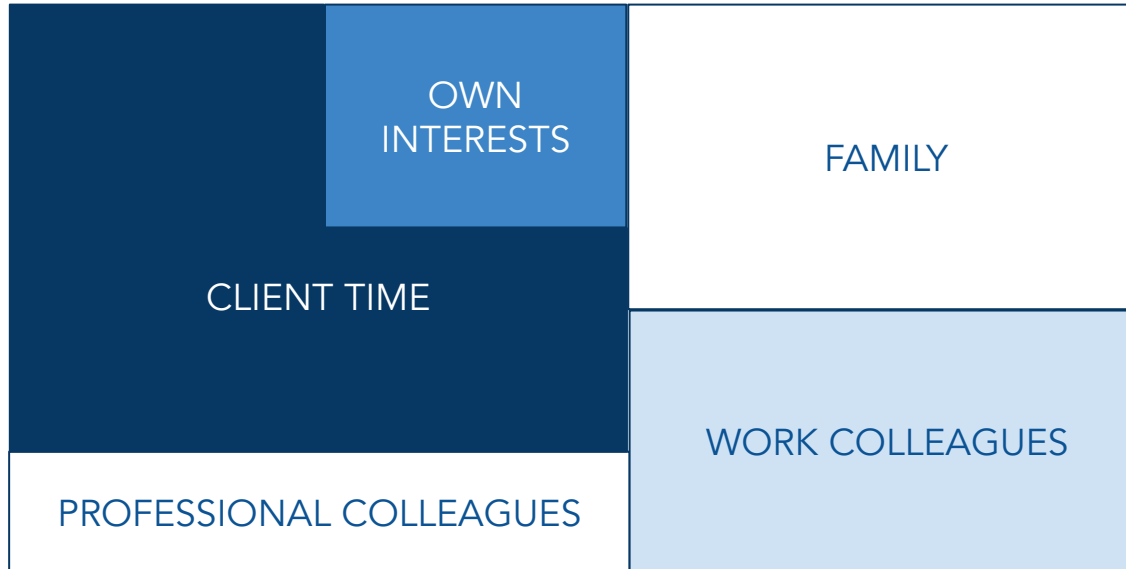 OWN
INTERESTS
FAMILY
CLIENT TIME
WORK COLLEAGUES
PROFESSIONAL COLLEAGUES